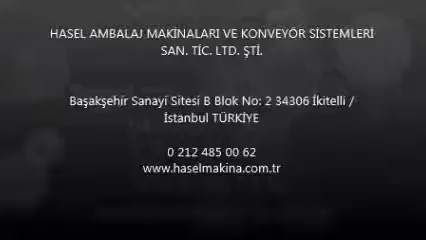 HASEL AMBALAJ MAKİNALARI VE KONVEYÖR SİSTEMLERİ
SAN. TİC. LTD. ŞTİ.
Başakşehir Sanayi Sitesi B Blok No: 2 34306 İkitelli /
İstanbul TÜRKİYE
0 212 485 00 62
www.haselmakina.com.tr